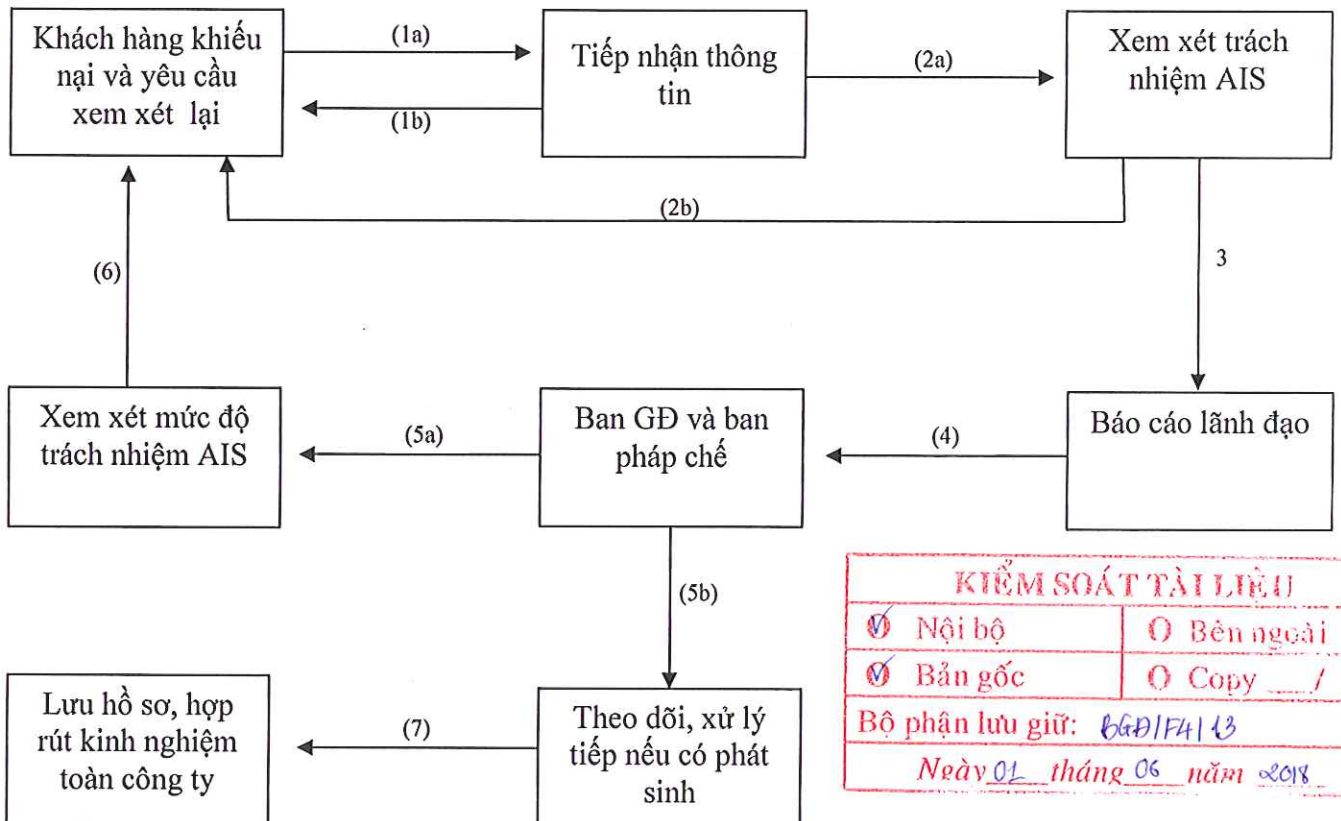 Khách hàng khiếu
nại và yêu cầu
xem xét lại
(1a)
(1b)
Tiếp nhận thông
tin
(2a)
Xem xét trách
nhiệm AIS
(2b)
(6)
3
Xem xét mức độ
trách nhiệm AIS
(5a)
Ban GĐ và ban
pháp chế
(4)
Báo cáo lãnh đạo
(5b)
Lưu hồ sơ, hợp
rút kinh nghiệm
toàn công ty
(7)
Theo dõi, xử lý
tiếp nếu có phát
sinh
KIỂM SOÁT TÀI LIỆU
Nội bộ
O Bên ngoài
Bản gốc
O Copy ___/
Bộ phận lưu giữ: BGĐ/F4/13
Ngày 01 tháng 06 năm 2018